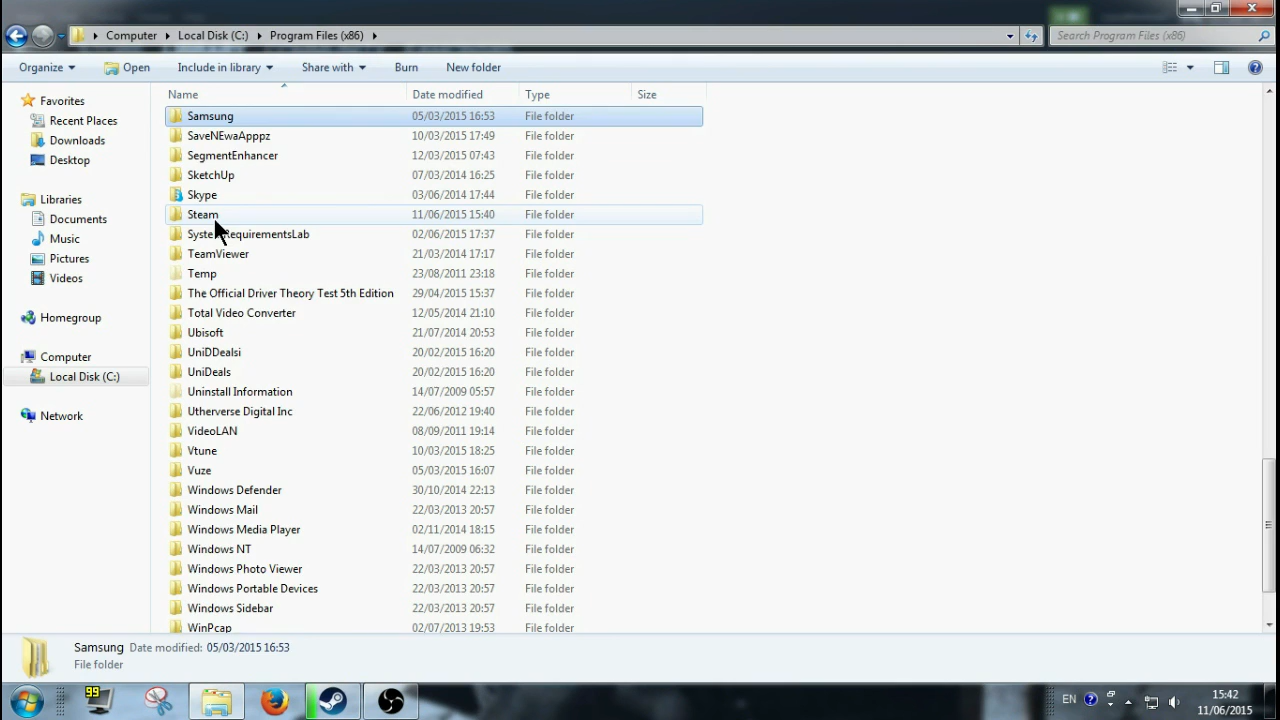 Computer Local Disk (C:) Program Files (x86) Search Program Files (x86)
Organize Open Include in library Share with Burn New folder
Name Date modified Type Size
Favorites
Recent Places
Downloads
Desktop
Libraries
Documents
Music
Pictures
Videos
Homegroup
Computer
Local Disk (C:)
Network
Samsung 05/03/2015 16:53 File folder
SaveNEwaApppz 10/03/2015 17:49 File folder
SegmentEnhancer 12/03/2015 07:43 File folder
SketchUp 07/03/2014 16:25 File folder
Skype 03/06/2014 17:44 File folder
Steam 11/06/2015 15:40 File folder
SystemRequirementsLab 02/06/2015 17:37 File folder
TeamViewer 21/03/2014 17:17 File folder
Temp 23/08/2011 23:18 File folder
The Official Driver Theory Test 5th Edition 29/04/2015 15:37 File folder
Total Video Converter 12/05/2014 21:10 File folder
Ubisoft 21/07/2014 20:53 File folder
UniDDealsi 20/02/2015 16:20 File folder
UniDeals 20/02/2015 16:20 File folder
Uninstall Information 14/07/2009 05:57 File folder
Utherverse Digital Inc 22/06/2012 19:40 File folder
VideoLAN 08/09/2011 19:14 File folder
Vtune 10/03/2015 18:25 File folder
Vuze 05/03/2015 16:07 File folder
Windows Defender 30/10/2014 22:13 File folder
Windows Mail 22/03/2013 20:57 File folder
Windows Media Player 02/11/2014 18:15 File folder
Windows NT 14/07/2009 06:32 File folder
Windows Photo Viewer 22/03/2013 20:57 File folder
Windows Portable Devices 22/03/2013 20:57 File folder
Windows Sidebar 22/03/2013 20:57 File folder
WinPcap 02/07/2013 19:53 File folder
Samsung Date modified: 05/03/2015 16:53
File folder
99
EN
15:42
11/06/2015